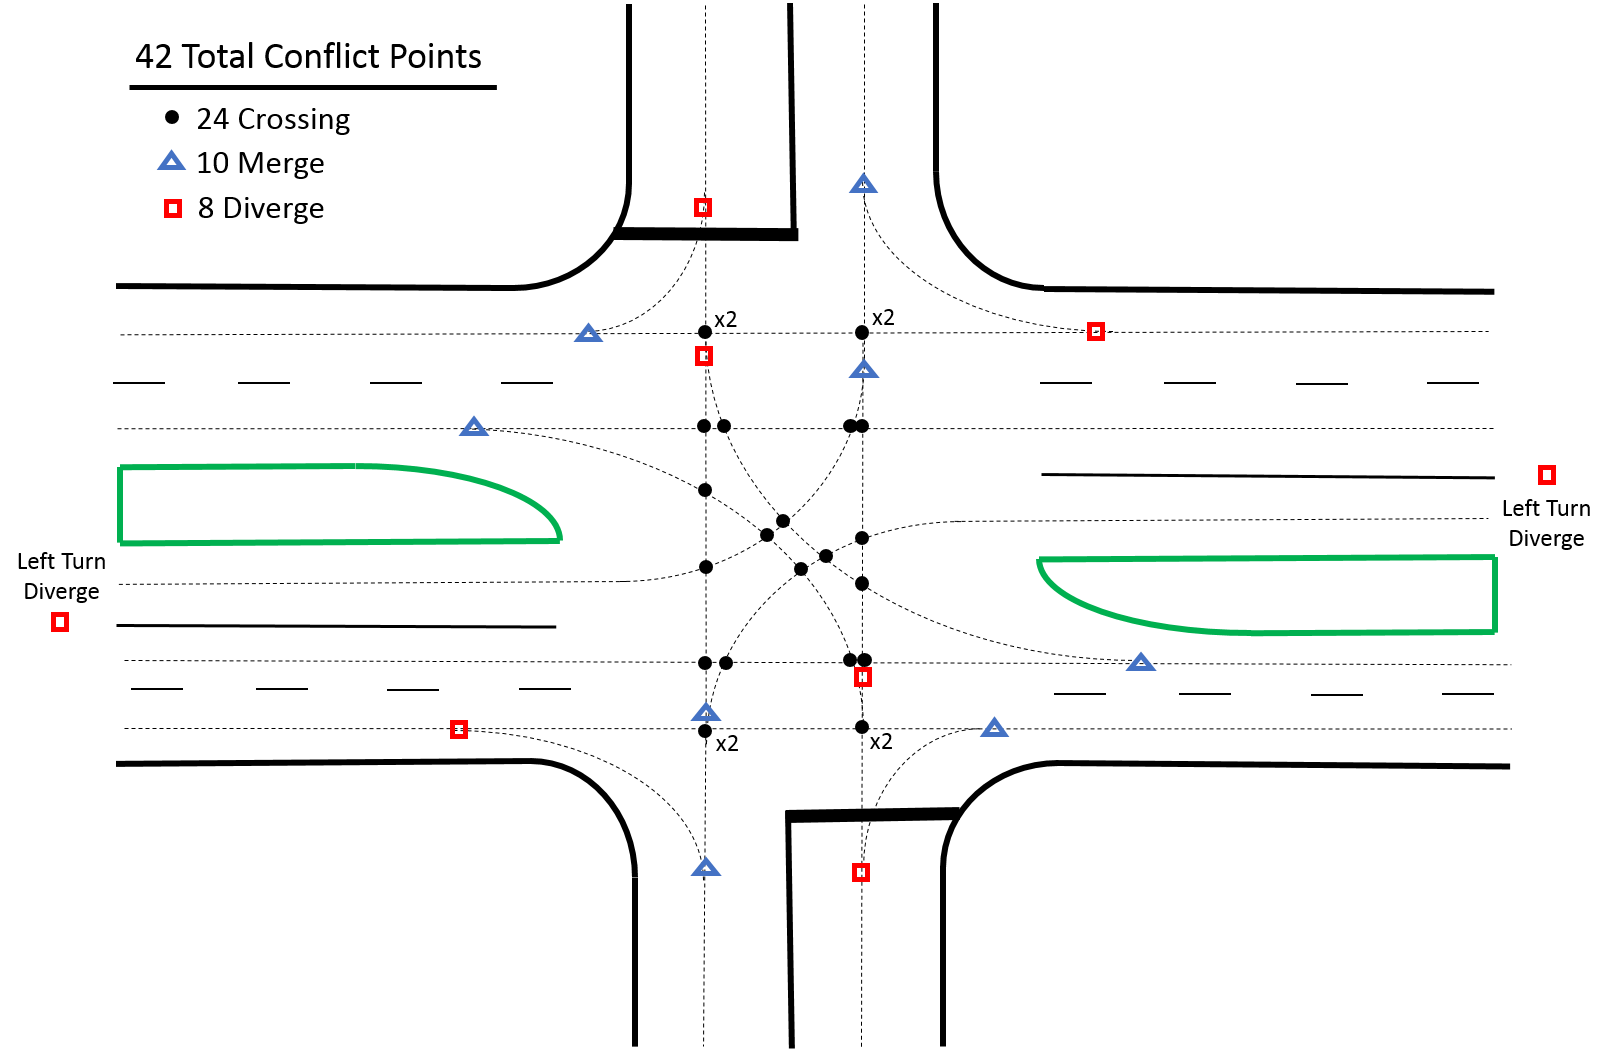 42 Total Conflict Points
24 Crossing
10 Merge
8 Diverge
x2
x2
Left Turn
Diverge
Left Turn
Diverge
x2
x2